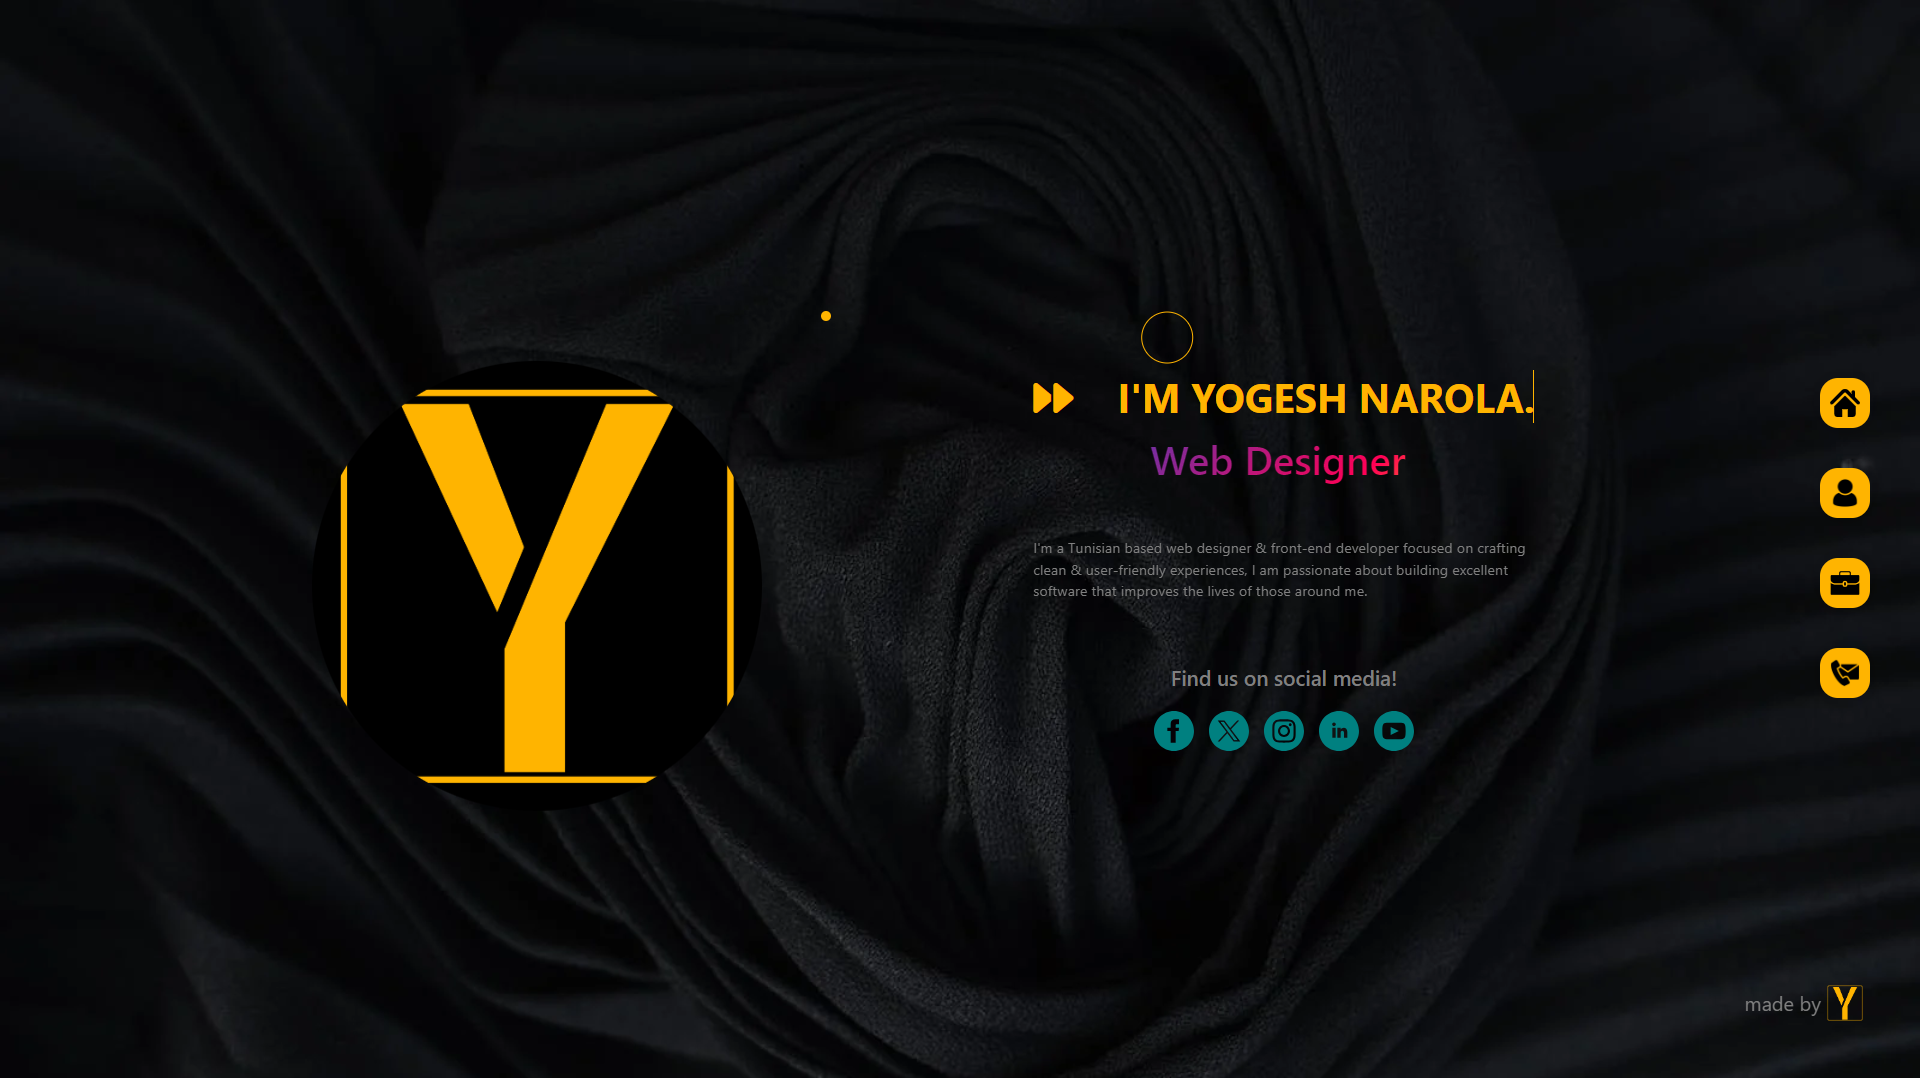 Y
I'M YOGESH NAROLA.
Web Designer
I'm a Tunisian based web designer & front-end developer focused on crafting
clean & user-friendly experiences, I am passionate about building excellent
software that improves the lives of those around me.
Find us on social media!
made by Y